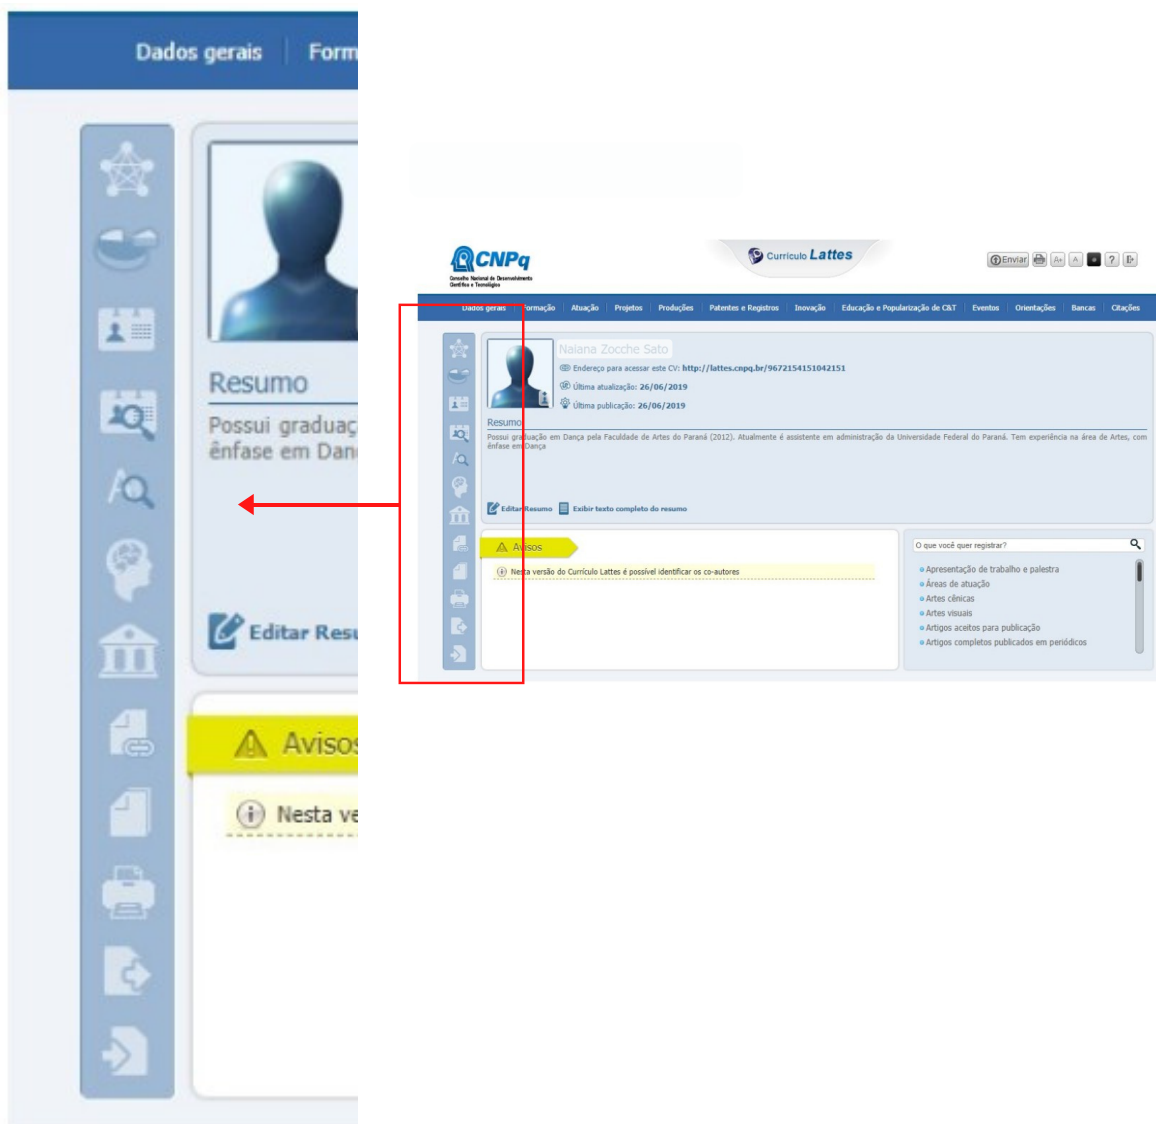 Dados gerais Form
Resumo
Possui graduaç
ênfase em Dan
Editar Resu
Avisos
Nesta ve
CNPq
Conselho Nacional de Desenvolvimento
Científico e Tecnológico
Currículo Lattes
Enviar A+ A ?
Dados gerais Formação Atuação Projetos Produções Patentes e Registros Inovação Educação e Popularização de C&T Eventos Orientações Bancas Citações
Naiana Zocche Sato
Endereço para acessar este CV: http://lattes.cnpq.br/9672154151042151
Última atualização: 26/06/2019
Última publicação: 26/06/2019
Resumo
Possui graduação em Dança pela Faculdade de Artes do Paraná (2012). Atualmente é assistente em administração da Universidade Federal do Paraná. Tem experiência na área de Artes, com
ênfase em Dança
Editar Resumo Exibir texto completo do resumo
Avisos
Nesta versão do Currículo Lattes é possível identificar os co-autores
O que você quer registrar?
Apresentação de trabalho e palestra
Áreas de atuação
Artes cênicas
Artes visuais
Artigos aceitos para publicação
Artigos completos publicados em periódicos